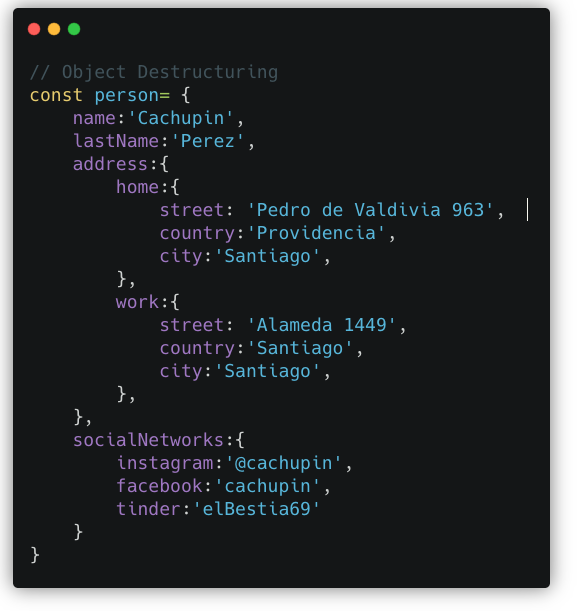 // Object Destructuring
const person= {
    name:'Cachupin',
    lastName:'Perez',
    address:{
        home:{
            street: 'Pedro de Valdivia 963',
            country:'Providencia',
            city:'Santiago',
        },
        work:{
            street: 'Alameda 1449',
            country:'Santiago',
            city:'Santiago',
        },
    },
    socialNetworks:{
        instagram:'@cachupin',
        facebook:'cachupin',
        tinder:'elBestia69'
    }
}